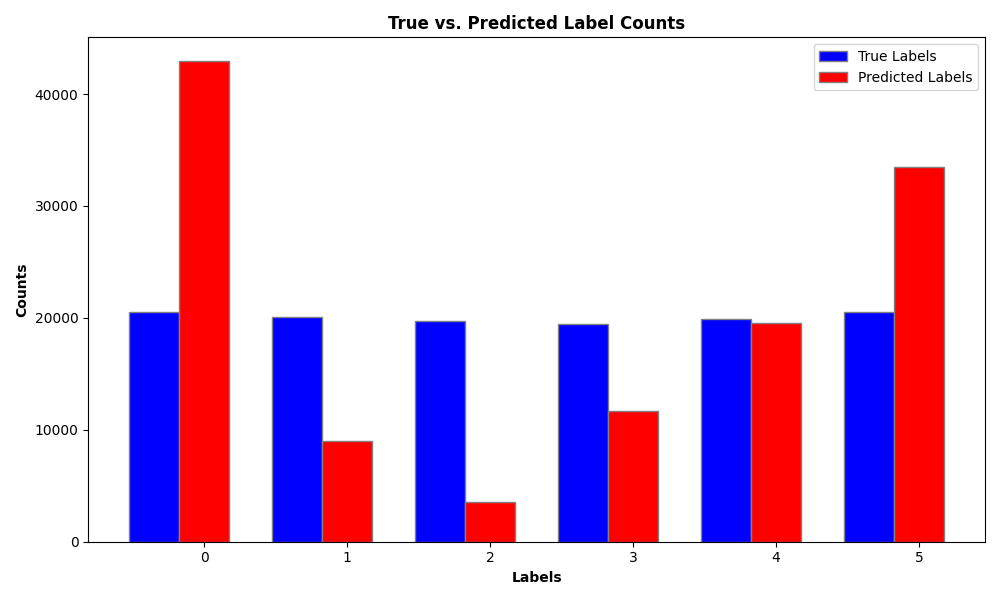 True vs. Predicted Label Counts
True Labels
Predicted Labels
Counts
40000
30000
20000
10000
0
0 1 2 3 4 5
Labels